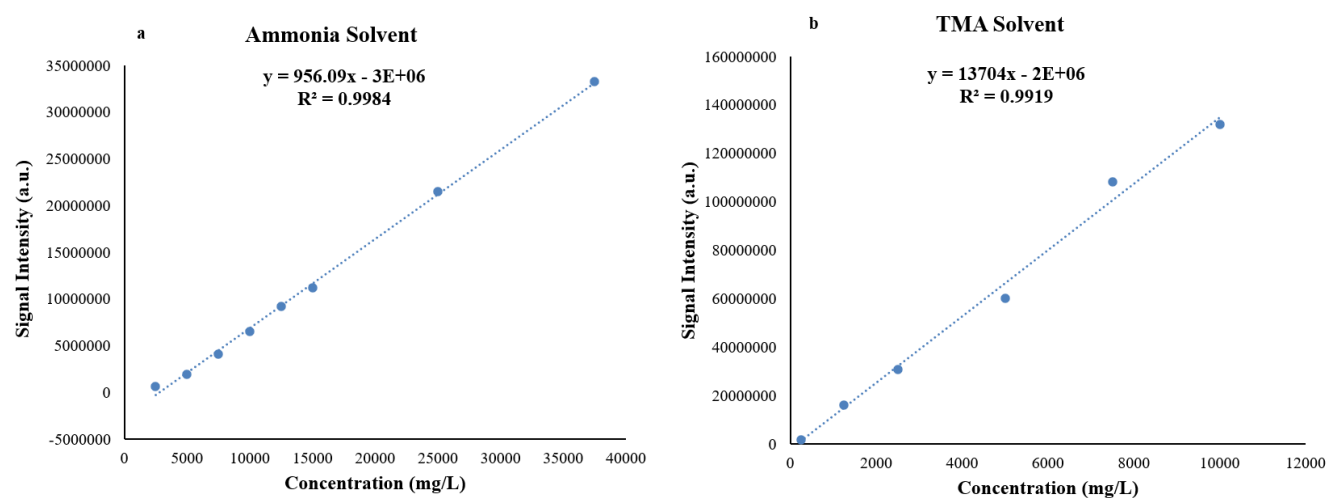 a
Ammonia Solvent
y = 956.09x - 3E+06
R² = 0.9984
35000000
30000000
25000000
20000000
15000000
10000000
5000000
0
-5000000
Signal Intensity (a.u.)
0 5000 10000 15000 20000 25000 30000 35000 40000
Concentration (mg/L)
b
TMA Solvent
y = 13704x - 2E+06
R² = 0.9919
160000000
140000000
120000000
100000000
80000000
60000000
40000000
20000000
0
Signal Intensity (a.u.)
0 2000 4000 6000 8000 10000 12000
Concentration (mg/L)